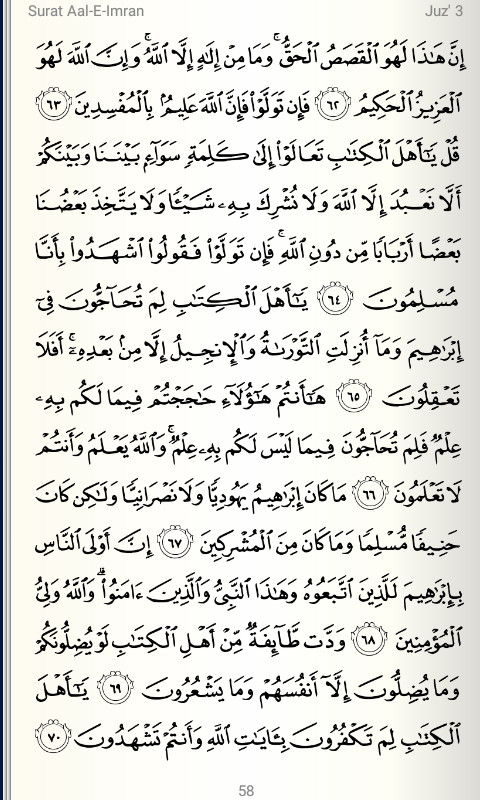 Surat Aal-E-Imran Juz' 3
إِنَّ هَٰذَا لَهُوَ ٱلْقَصَصُ ٱلْحَقُّ ۚ وَمَا مِنْ إِلَٰهٍ إِلَّا ٱللَّهُ ۚ وَإِنَّ ٱللَّهَ لَهُوَ
ٱلْعَزِيزُ ٱلْحَكِيمُ ٦٢ فَإِن تَوَلَّوْا۟ فَإِنَّ ٱللَّهَ عَلِيمٌۢ بِٱلْمُفْسِدِينَ ٦٣
قُلْ يَٰٓأَهْلَ ٱلْكِتَٰبِ تَعَالَوْا۟ إِلَىٰ كَلِمَةٍ سَوَآءٍۭ بَيْنَنَا وَبَيْنَكُمْ
أَلَّا نَعْبُدَ إِلَّا ٱللَّهَ وَلَا نُشْرِكَ بِهِۦ شَيْـًٔا وَلَا يَتَّخِذَ بَعْضُنَا
بَعْضًا أَرْبَابًا مِّن دُونِ ٱللَّهِ ۚ فَإِن تَوَلَّوْا۟ فَقُولُوا۟ ٱشْهَدُوا۟ بِأَنَّا
مُسْلِمُونَ ٦٤ يَٰٓأَهْلَ ٱلْكِتَٰبِ لِمَ تُحَآجُّونَ فِىٓ
إِبْرَٰهِيمَ وَمَآ أُنزِلَتِ ٱلتَّوْرَىٰةُ وَٱلْإِنجِيلُ إِلَّا مِنۢ بَعْدِهِۦٓ ۚ أَفَلَا
تَعْقِلُونَ ٦٥ هَٰٓأَنتُمْ هَٰٓؤُلَآءِ حَٰجَجْتُمْ فِيمَا لَكُم بِهِۦ
عِلْمٌ فَلِمَ تُحَآجُّونَ فِيمَا لَيْسَ لَكُم بِهِۦ عِلْمٌ ۚ وَٱللَّهُ يَعْلَمُ وَأَنتُمْ
لَا تَعْلَمُونَ ٦٦ مَا كَانَ إِبْرَٰهِيمُ يَهُودِيًّا وَلَا نَصْرَانِيًّا وَلَٰكِن كَانَ
حَنِيفًا مُّسْلِمًا وَمَا كَانَ مِنَ ٱلْمُشْرِكِينَ ٦٧ إِنَّ أَوْلَى ٱلنَّاسِ
بِإِبْرَٰهِيمَ لَلَّذِينَ ٱتَّبَعُوهُ وَهَٰذَا ٱلنَّبِىُّ وَٱلَّذِينَ ءَامَنُوا۟ ۗ وَٱللَّهُ وَلِىُّ
ٱلْمُؤْمِنِينَ ٦٨ وَدَّت طَّآئِفَةٌ مِّنْ أَهْلِ ٱلْكِتَٰبِ لَوْ يُضِلُّونَكُمْ
وَمَا يُضِلُّونَ إِلَّآ أَنفُسَهُمْ وَمَا يَشْعُرُونَ ٦٩ يَٰٓأَهْلَ
ٱلْكِتَٰبِ لِمَ تَكْفُرُونَ بِـَٔايَٰتِ ٱللَّهِ وَأَنتُمْ تَشْهَدُونَ ٧٠
58